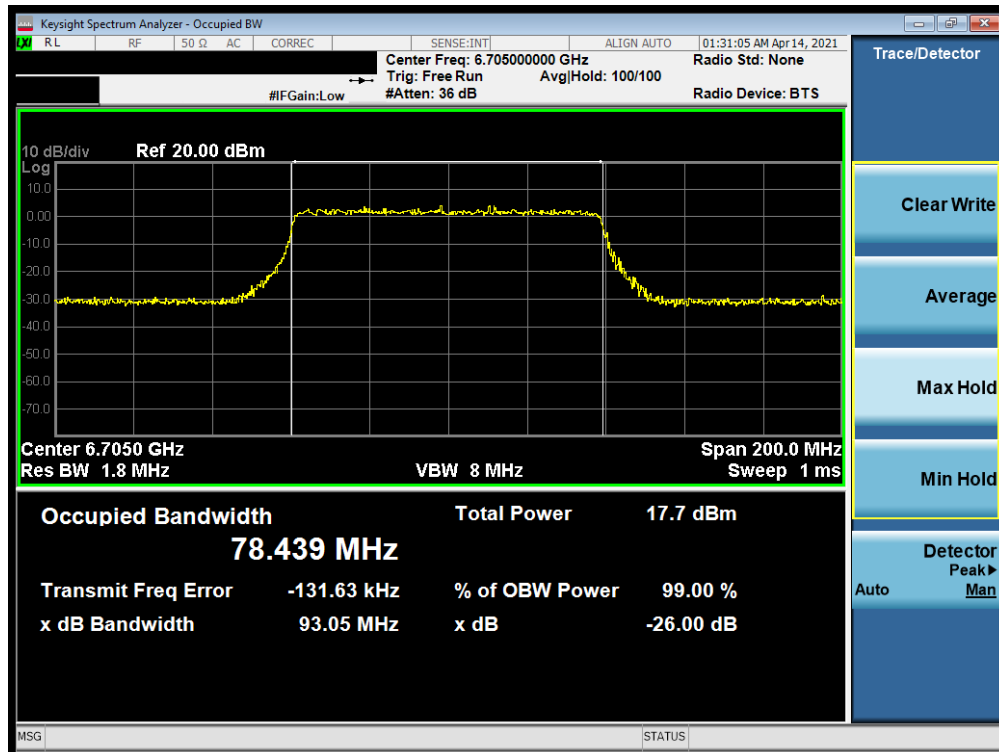 Keysight Spectrum Analyzer - Occupied BW
LXI RL RF 50 Ω AC CORREC SENSE:INT ALIGN AUTO 01:31:05 AM Apr 14, 2021
Center Freq: 6.705000000 GHz Radio Std: None
Trig: Free Run Avg|Hold: 100/100
#IFGain:Low #Atten: 36 dB Radio Device: BTS
10 dB/div Ref 20.00 dBm
Log
10.0
0.00
-10.0
-20.0
-30.0
-40.0
-50.0
-60.0
-70.0
Center 6.7050 GHz Span 200.0 MHz
Res BW 1.8 MHz VBW 8 MHz Sweep 1 ms
Occupied Bandwidth Total Power 17.7 dBm
78.439 MHz
Transmit Freq Error -131.63 kHz % of OBW Power 99.00 %
x dB Bandwidth 93.05 MHz x dB -26.00 dB
MSG STATUS
Trace/Detector
Clear Write
Average
Max Hold
Min Hold
Detector
Peak▶
Auto Man